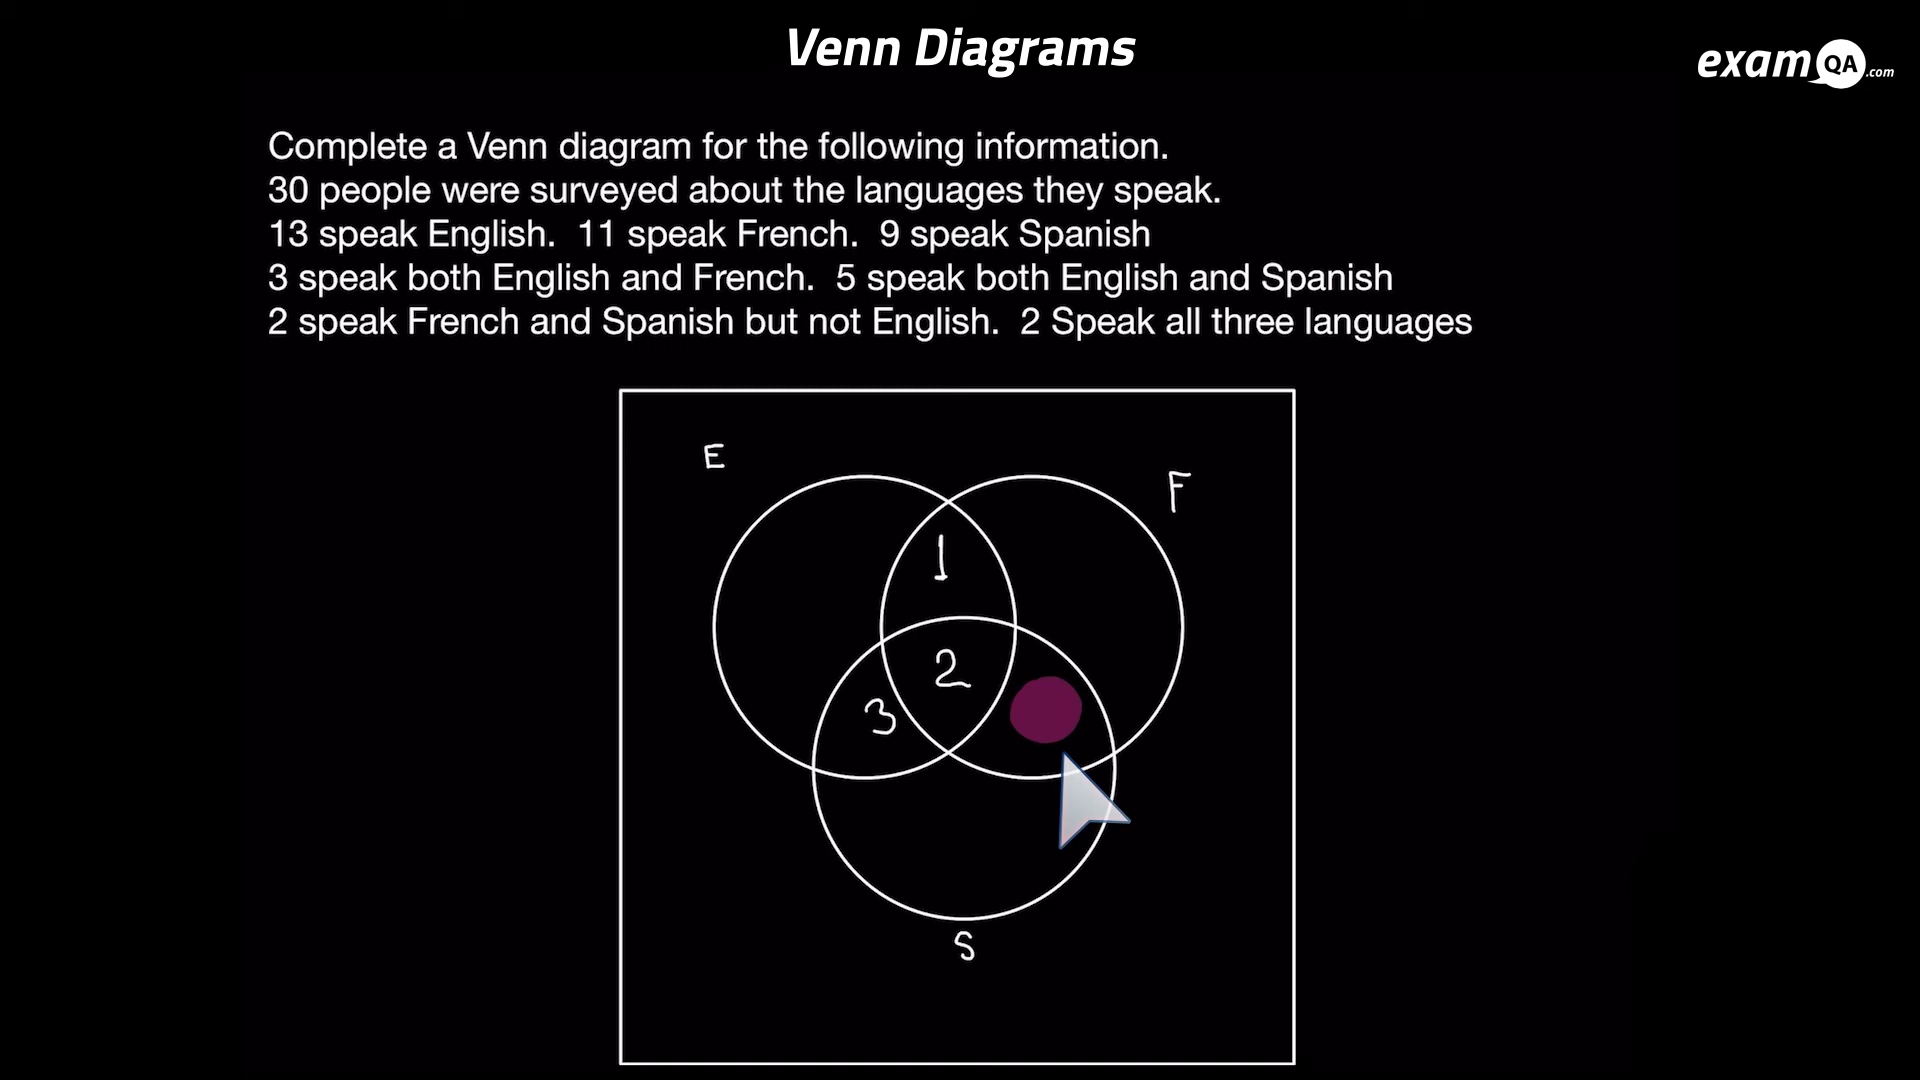 Venn Diagrams
examQA.com
Complete a Venn diagram for the following information.
30 people were surveyed about the languages they speak.
13 speak English.  11 speak French.  9 speak Spanish
3 speak both English and French.  5 speak both English and Spanish
2 speak French and Spanish but not English.  2 Speak all three languages
E
F
1
2
3
S